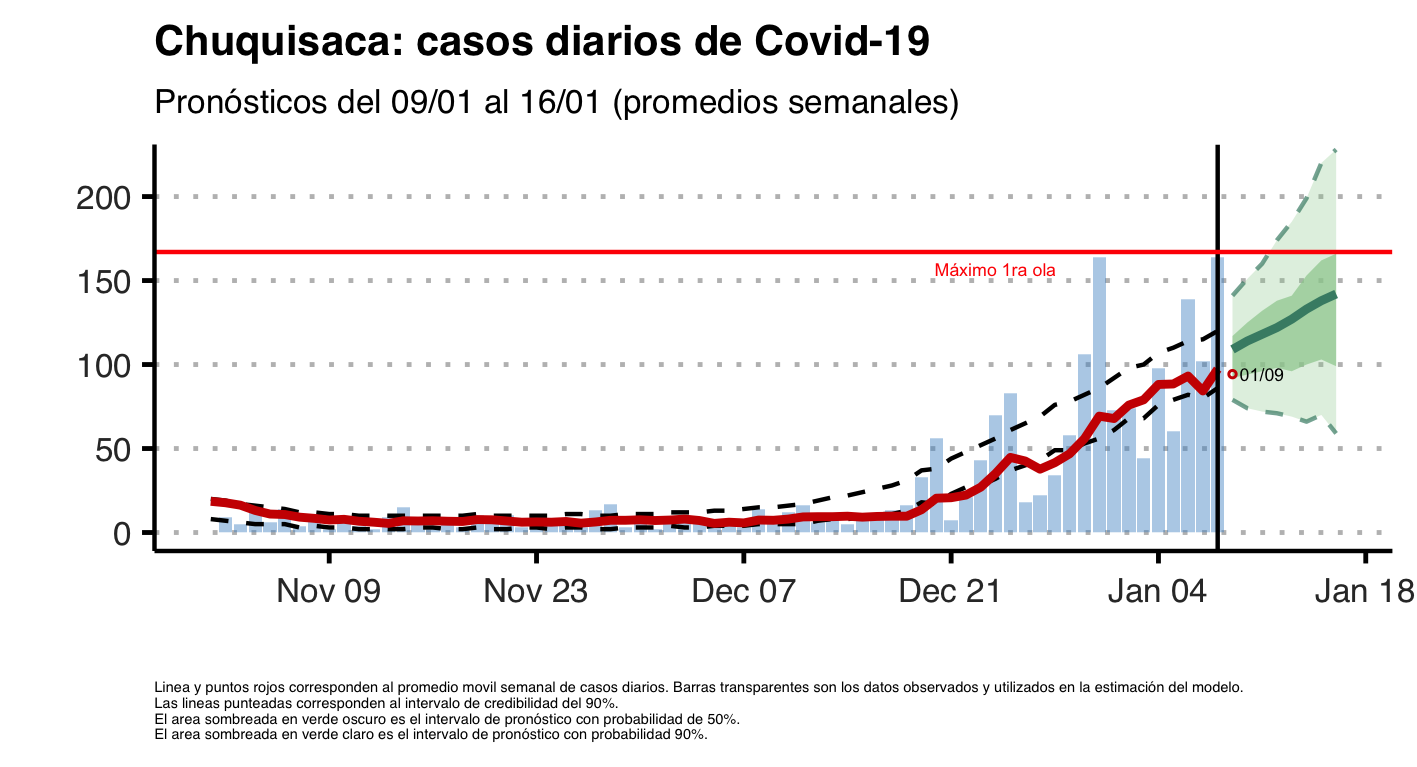 Chuquisaca: casos diarios de Covid-19
Pronósticos del 09/01 al 16/01 (promedios semanales)
200
150
100
50
0
Máximo 1ra ola
01/09
Nov 09
Nov 23
Dec 07
Dec 21
Jan 04
Jan 18
Linea y puntos rojos corresponden al promedio movil semanal de casos diarios. Barras transparentes son los datos observados y utilizados en la estimación del modelo.
Las lineas punteadas corresponden al intervalo de credibilidad del 90%.
El area sombreada en verde oscuro es el intervalo de pronóstico con probabilidad de 50%.
El area sombreada en verde claro es el intervalo de pronóstico con probabilidad 90%.